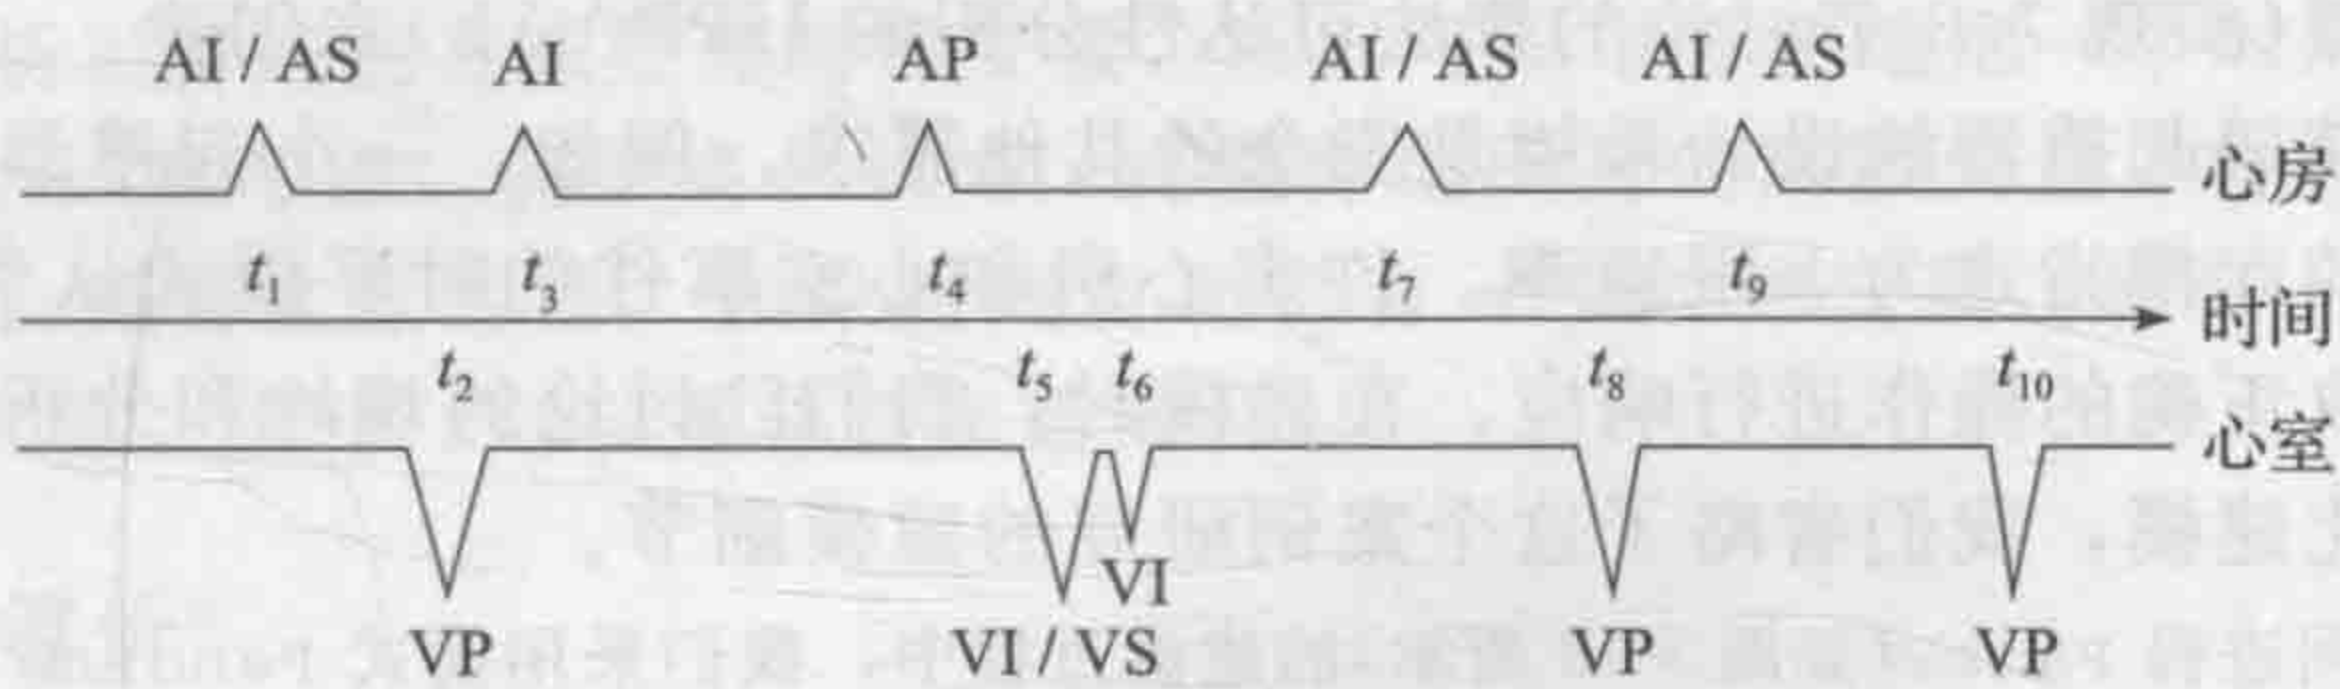 AI / AS AI AP AI / AS AI / AS
心房
t₁ t₃ t₄ t₇ t₉
时间
t₂ t₅ t₆ t₈ t₁₀
心室
VI
VP VI / VS VP VP